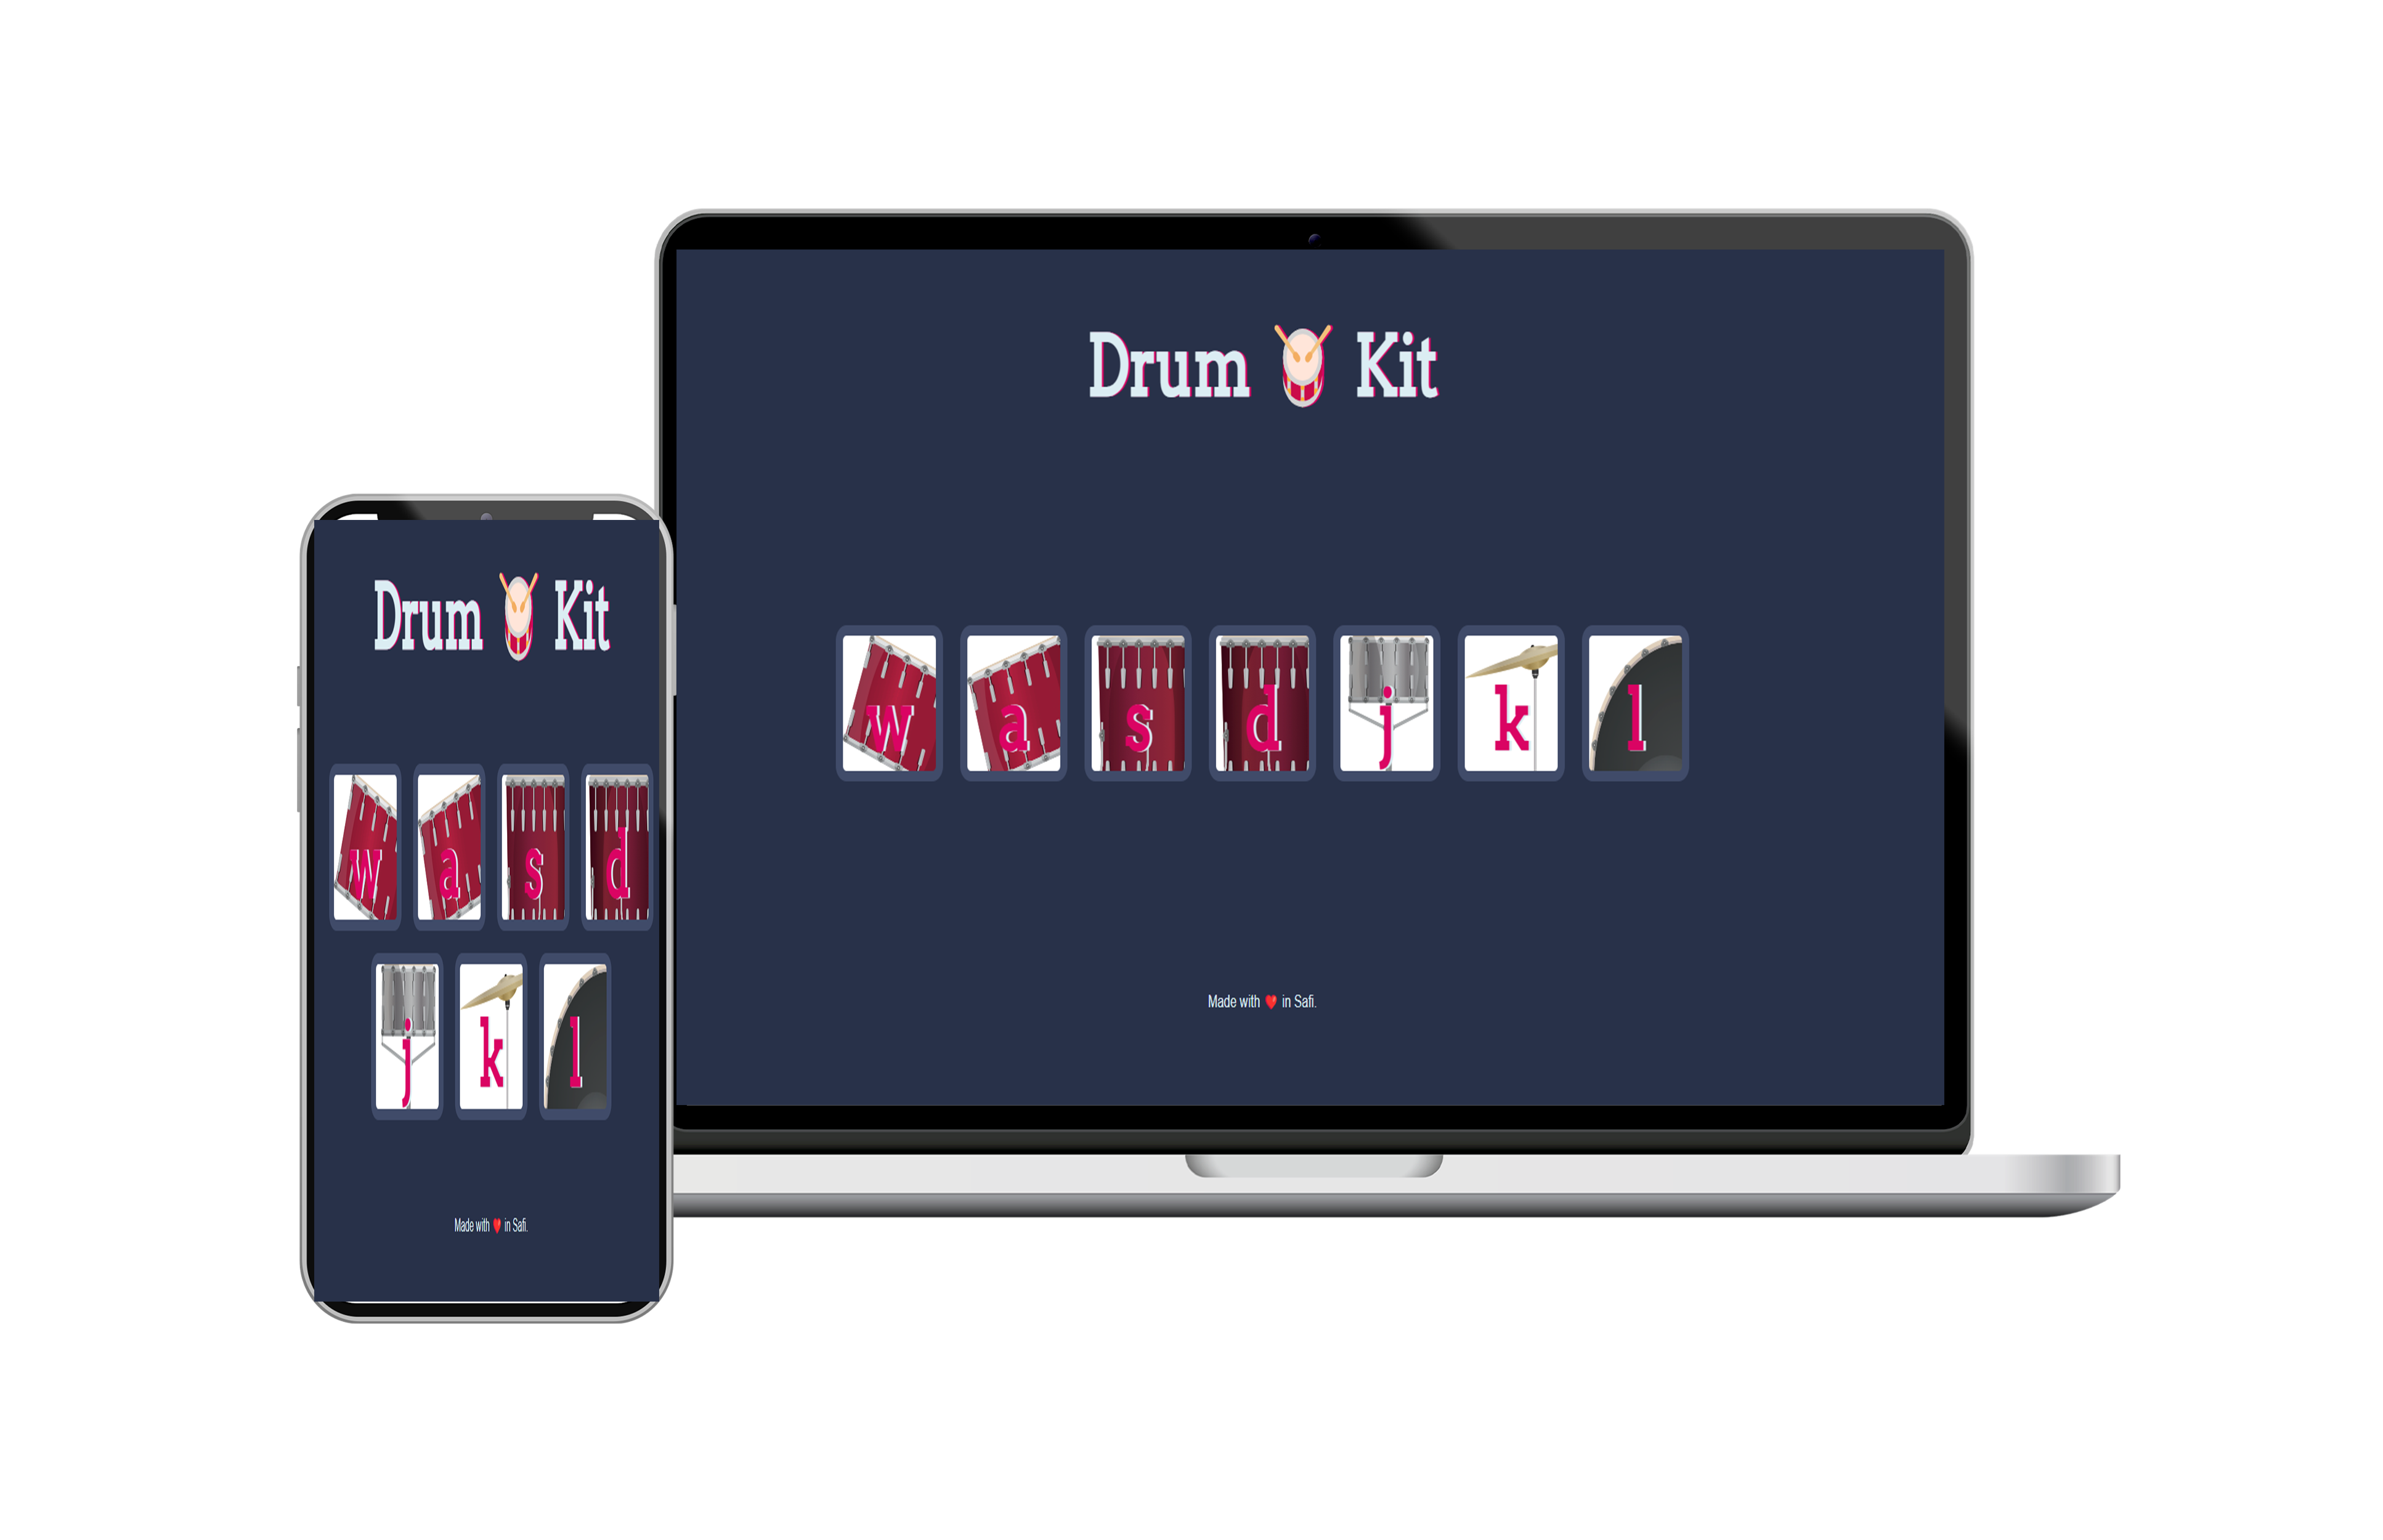 Drum 🥁 Kit
w a s d j k l
Made with ❤️ in Safi.
Drum 🥁 Kit
w a s d
j k l
Made with ❤️ in Safi.